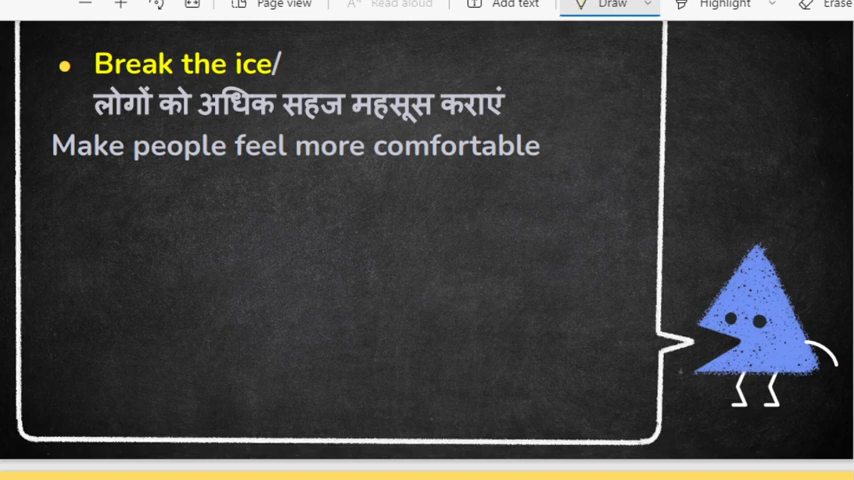 Page view
Read aloud
Add text
Draw
Highlight
Erase
Break the ice/
लोगों को अधिक सहज महसूस कराएं
Make people feel more comfortable